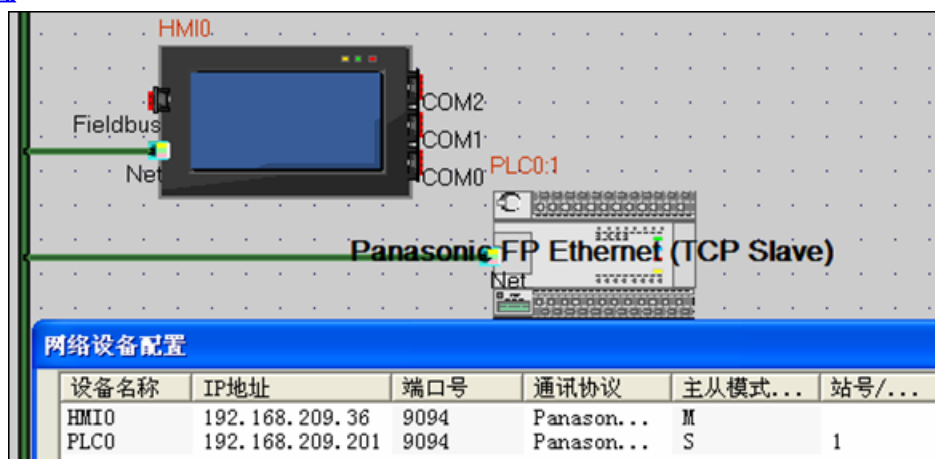 HMI0
COM2
Fieldbus
COM1
Net
COM0
PLC0:1
Panasonic FP Ethernet (TCP Slave)
Net
网络设备配置
设备名称 IP地址 端口号 通讯协议 主从模式... 站号/...
HMI0 192.168.209.36 9094 Panason... M
PLC0 192.168.209.201 9094 Panason... S 1